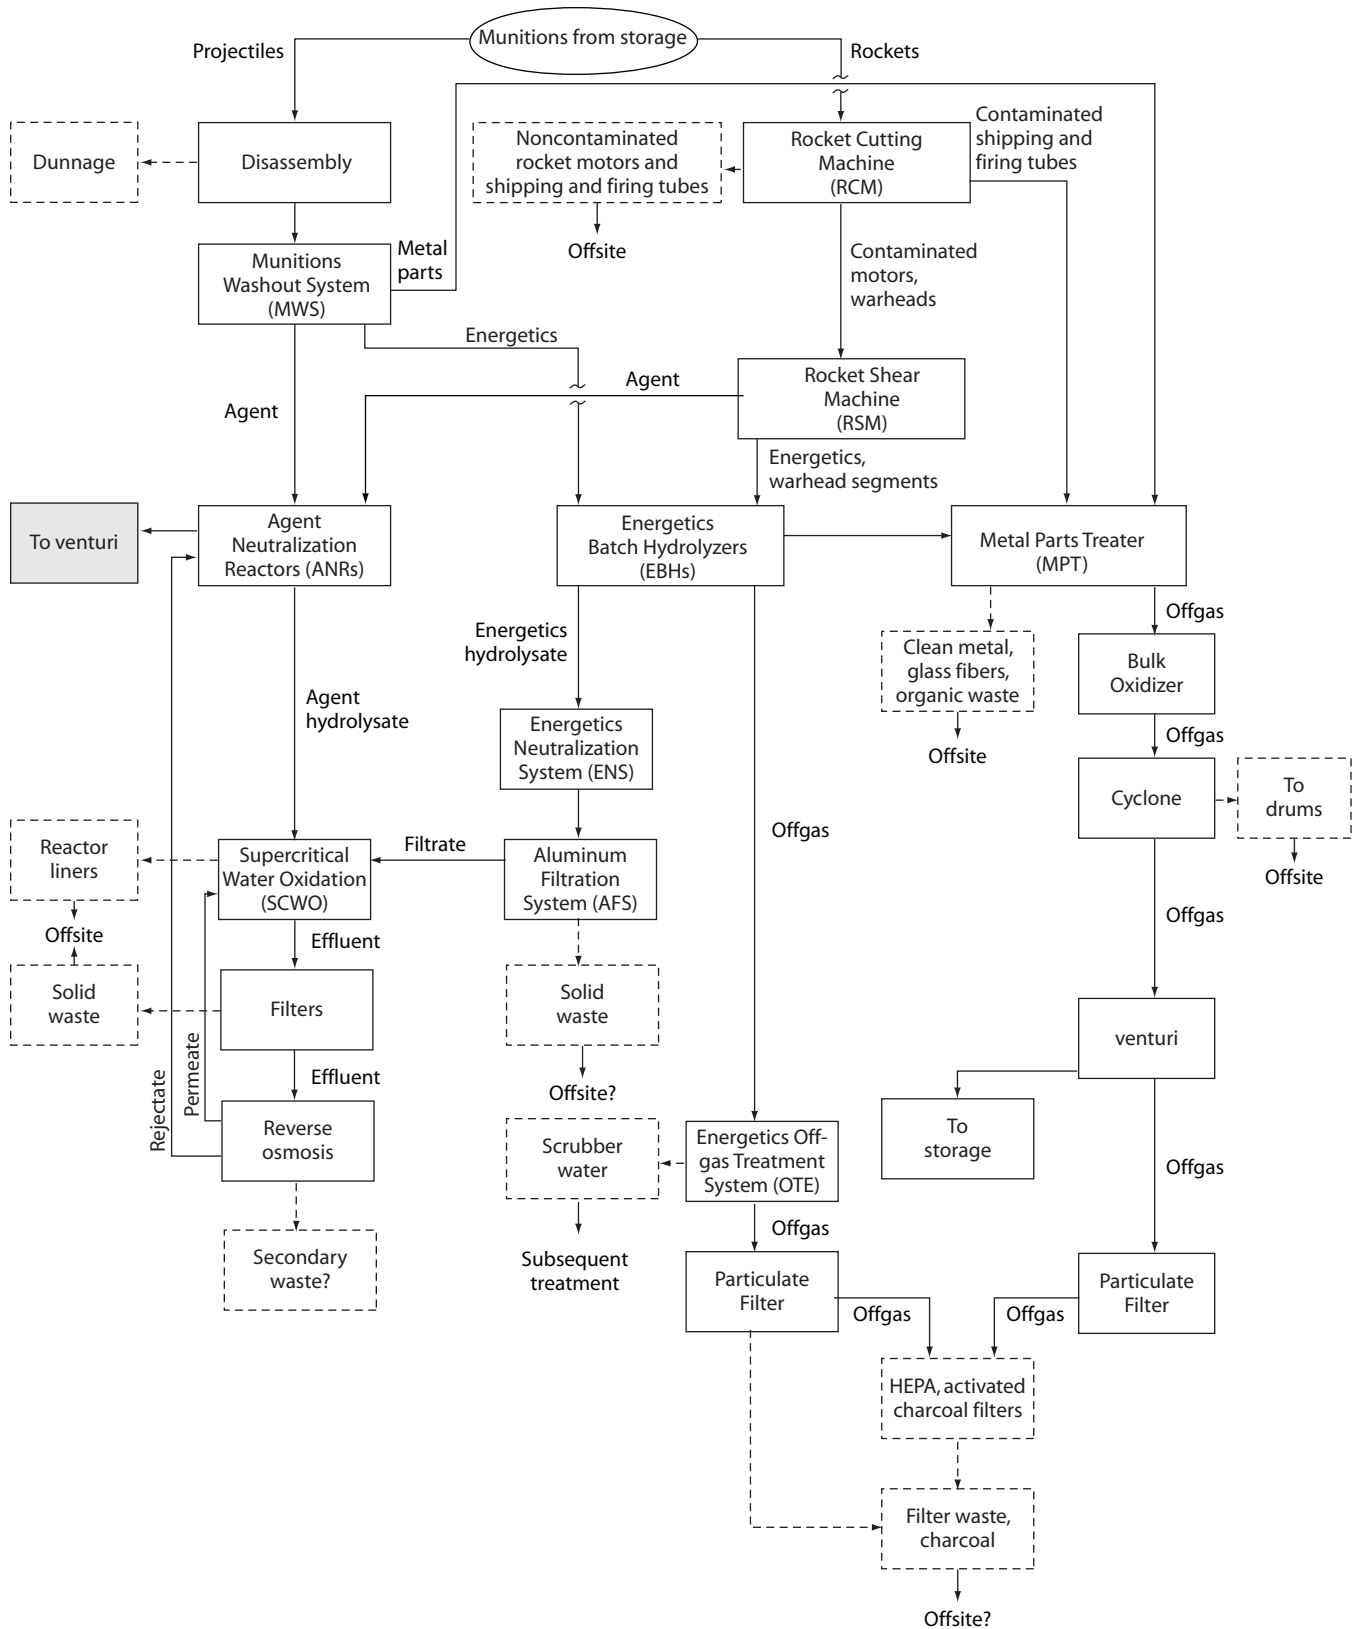 Munitions from storage
Projectiles
Rockets
Contaminated
shipping and
firing tubes
Dunnage
Disassembly
Noncontaminated
rocket motors and
shipping and firing tubes
Rocket Cutting
Machine
(RCM)
Offsite
Munitions
Washout System
(MWS)
Metal
parts
Contaminated
motors,
warheads
Energetics
Agent
Agent
Rocket Shear
Machine
(RSM)
Energetics,
warhead segments
To venturi
Agent
Neutralization
Reactors (ANRs)
Energetics
Batch Hydrolyzers
(EBHs)
Metal Parts Treater
(MPT)
Offgas
Energetics
hydrolysate
Clean metal,
glass fibers,
organic waste
Offsite
Bulk
Oxidizer
Offgas
Agent
hydrolysate
Energetics
Neutralization
System (ENS)
Cyclone
To
drums
Offsite
Offgas
Reactor
liners
Offsite
Supercritical
Water Oxidation
(SCWO)
Filtrate
Aluminum
Filtration
System (AFS)
Offgas
Effluent
Solid
waste
Filters
Solid
waste
Offsite?
venturi
Effluent
Rejectate
Permeate
Reverse
osmosis
Scrubber
water
Energetics Off-
gas Treatment
System (OTE)
To
storage
Offgas
Secondary
waste?
Subsequent
treatment
Offgas
Particulate
Filter
Offgas
Offgas
Particulate
Filter
HEPA, activated
charcoal filters
Filter waste,
charcoal
Offsite?